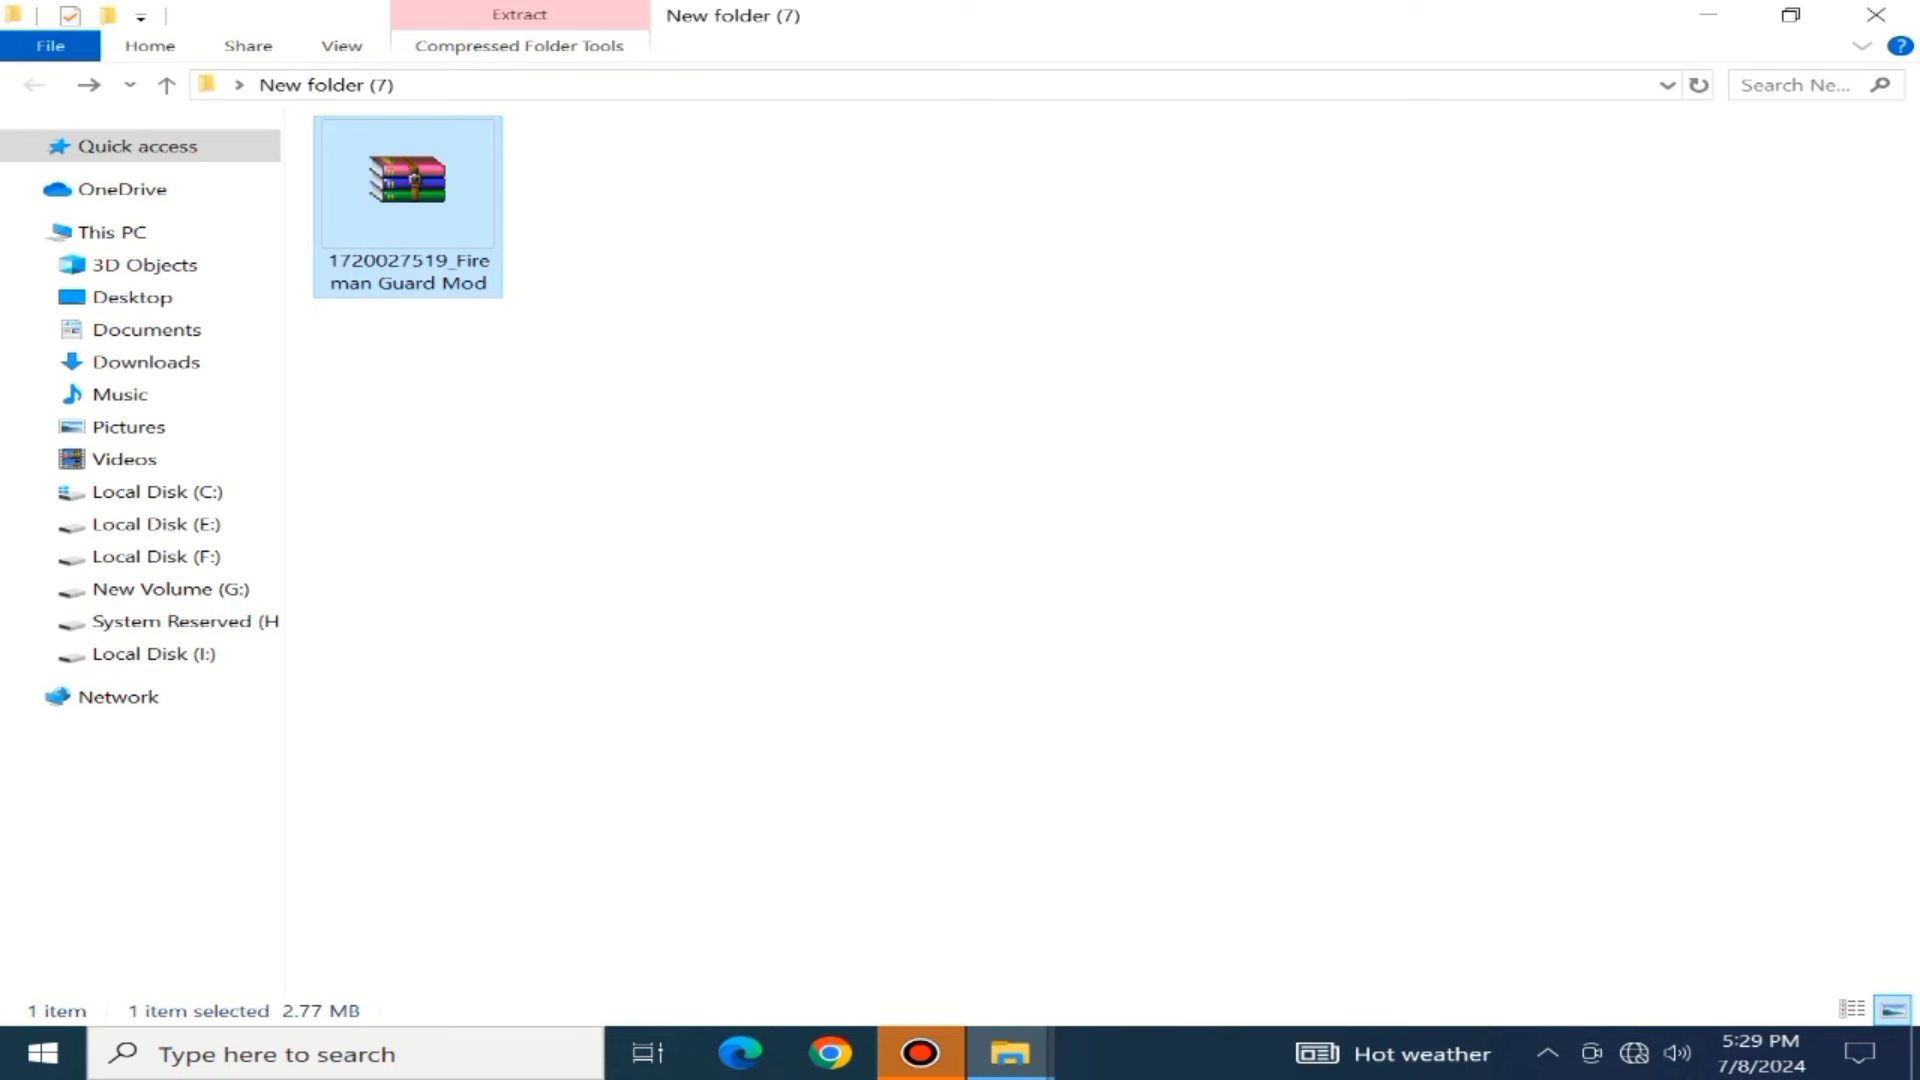 Extract
New folder (7)
File
Home
Share
View
Compressed Folder Tools
?
New folder (7)
Search Ne...
Quick access
OneDrive
This PC
3D Objects
Desktop
Documents
Downloads
Music
Pictures
Videos
Local Disk (C:)
Local Disk (E:)
Local Disk (F:)
New Volume (G:)
System Reserved (H
Local Disk (I:)
Network
1720027519_Fire
man Guard Mod
1 item
1 item selected 2.77 MB
Type here to search
Hot weather
5:29 PM
7/8/2024